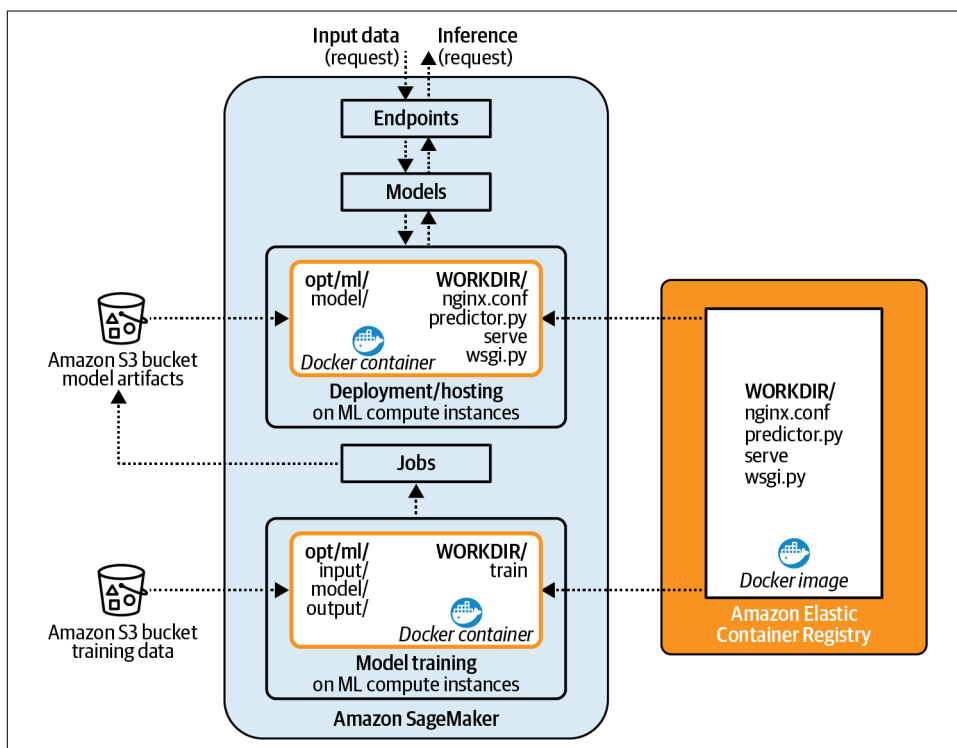 Input data
(request)
Inference
(request)
Endpoints
Models
opt/ml/
model/
WORKDIR/
nginx.conf
predictor.py
serve
wsgi.py
Docker container
Deployment/hosting
on ML compute instances
Amazon S3 bucket
model artifacts
Jobs
opt/ml/
input/
model/
output/
WORKDIR/
train
Docker container
Model training
on ML compute instances
Amazon S3 bucket
training data
Amazon SageMaker
WORKDIR/
nginx.conf
predictor.py
serve
wsgi.py
Docker image
Amazon Elastic
Container Registry